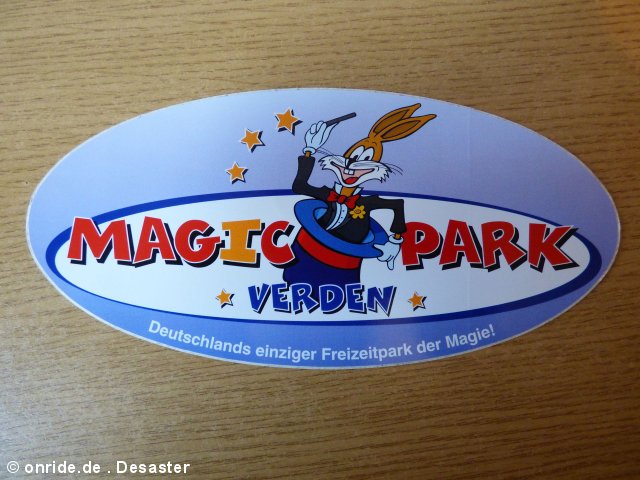 MAGIC PARK
VERDEN
Deutschlands einziger Freizeitpark der Magie!
© onride.de . Desaster